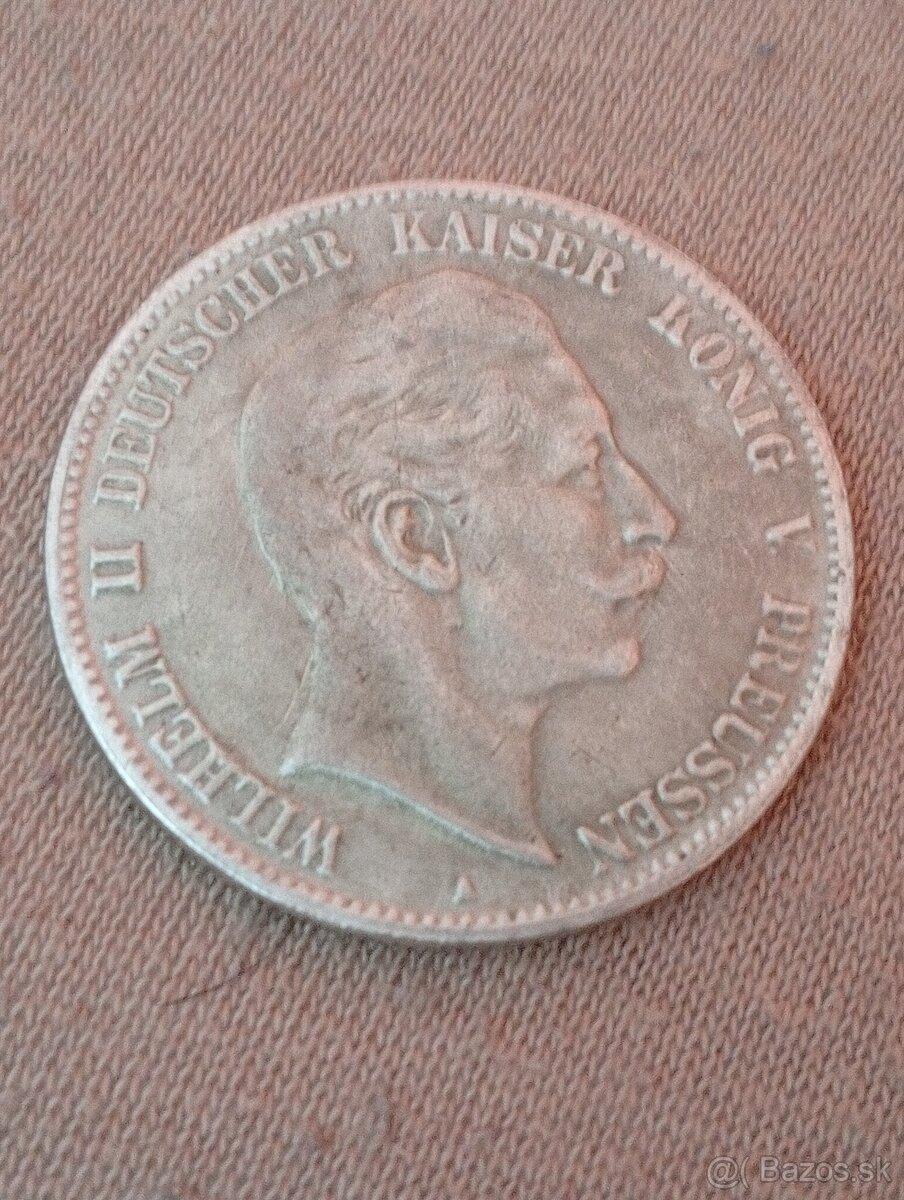 WILHELM II DEUTSCHER KAISER KÖNIG V. PREUSSEN
A
@( Bazos.sk